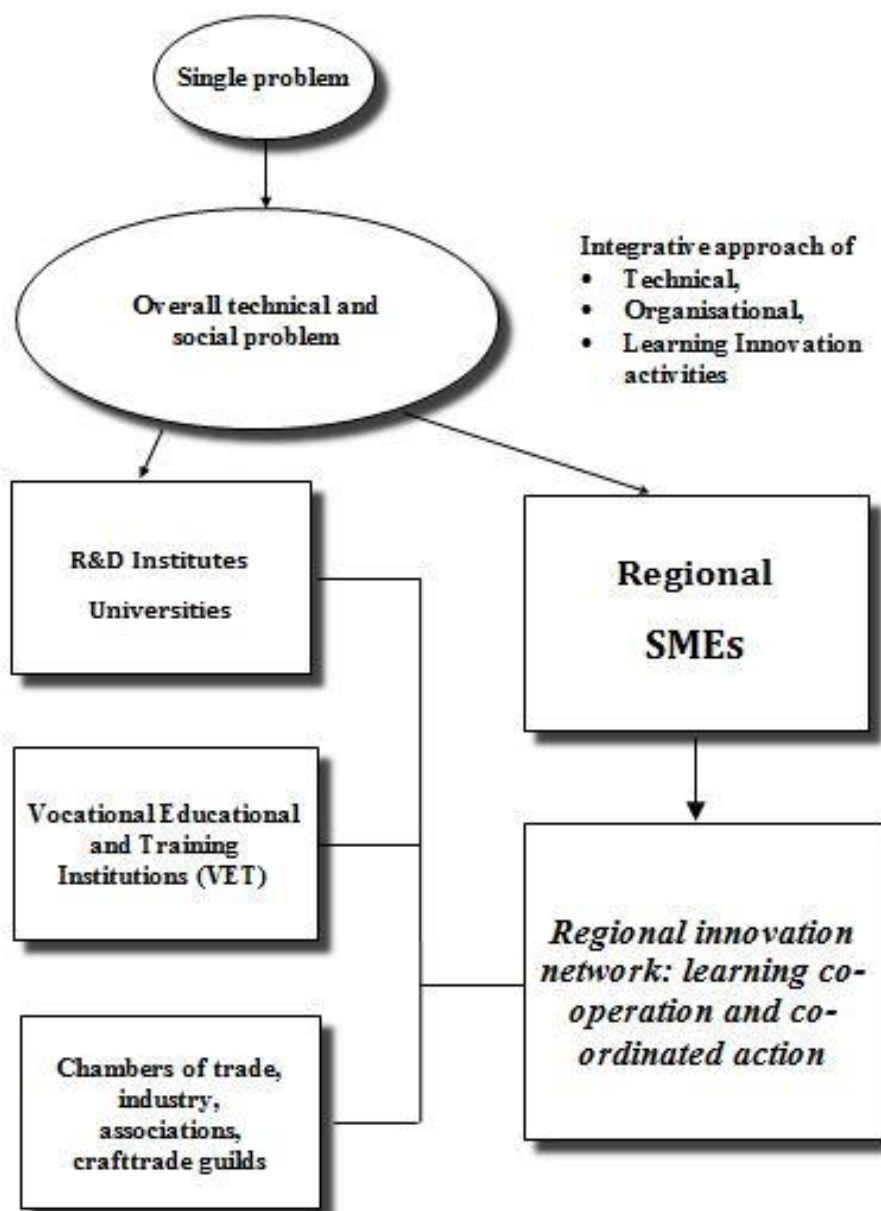 Single problem
Overall technical and
social problem
Integrative approach of
• Technical,
• Organisational,
• Learning Innovation
activities
R&D Institutes
Universities
Regional
SMEs
Vocational Educational
and Training
Institutions (VET)
Regional innovation
network: learning co-
operation and co-
ordinated action
Chambers of trade,
industry,
associations,
crafttrade guilds